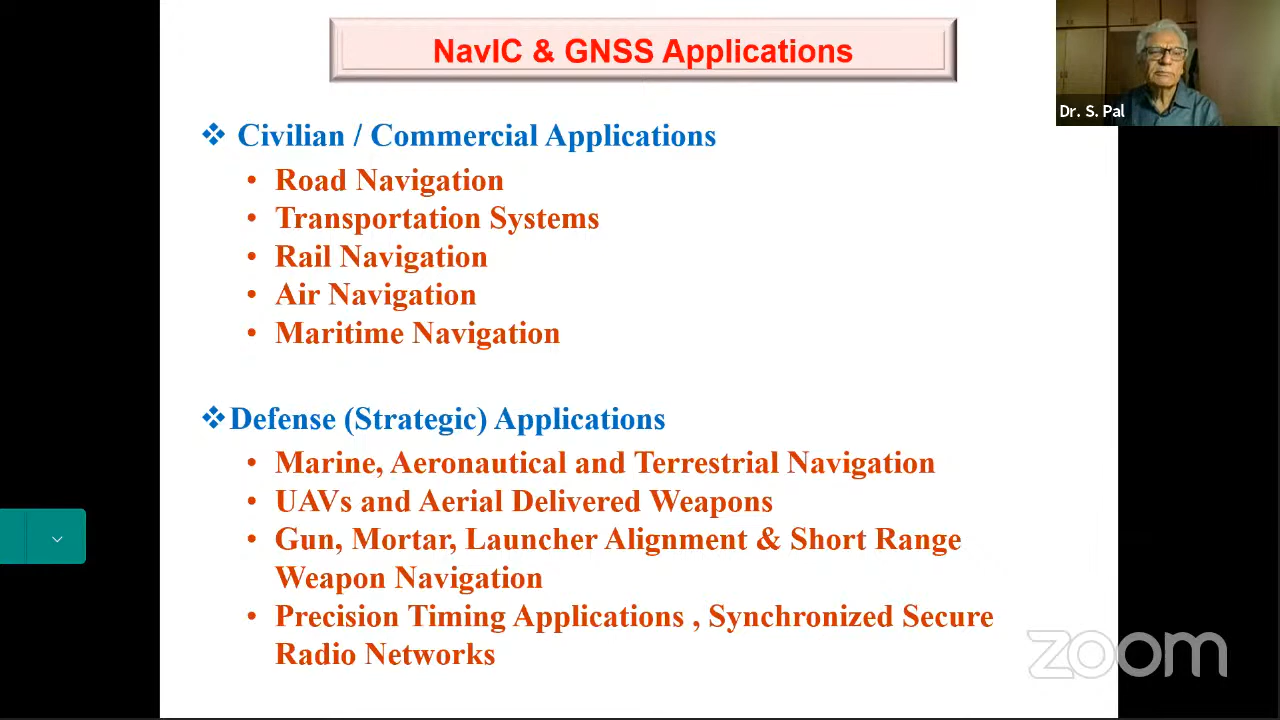 NavIC & GNSS Applications
Dr. S. Pal
❖ Civilian / Commercial Applications
• Road Navigation
• Transportation Systems
• Rail Navigation
• Air Navigation
• Maritime Navigation
❖Defense (Strategic) Applications
• Marine, Aeronautical and Terrestrial Navigation
• UAVs and Aerial Delivered Weapons
• Gun, Mortar, Launcher Alignment & Short Range
Weapon Navigation
• Precision Timing Applications , Synchronized Secure
Radio Networks
zoom